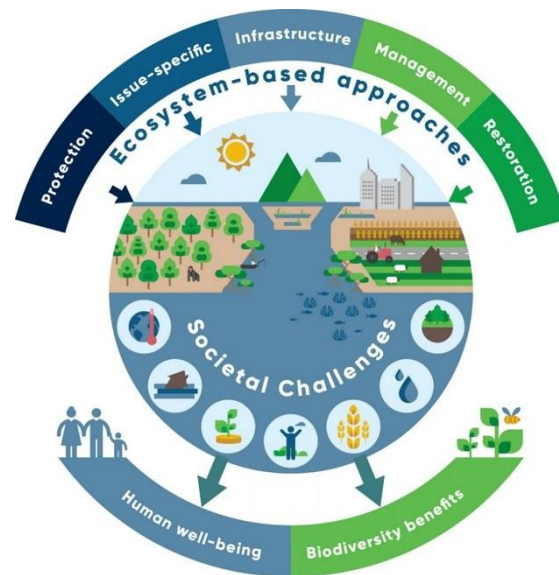 Protection
Issue-specific
Infrastructure
Management
Restoration
Ecosystem-based approaches
Societal Challenges
Human well-being
Biodiversity benefits